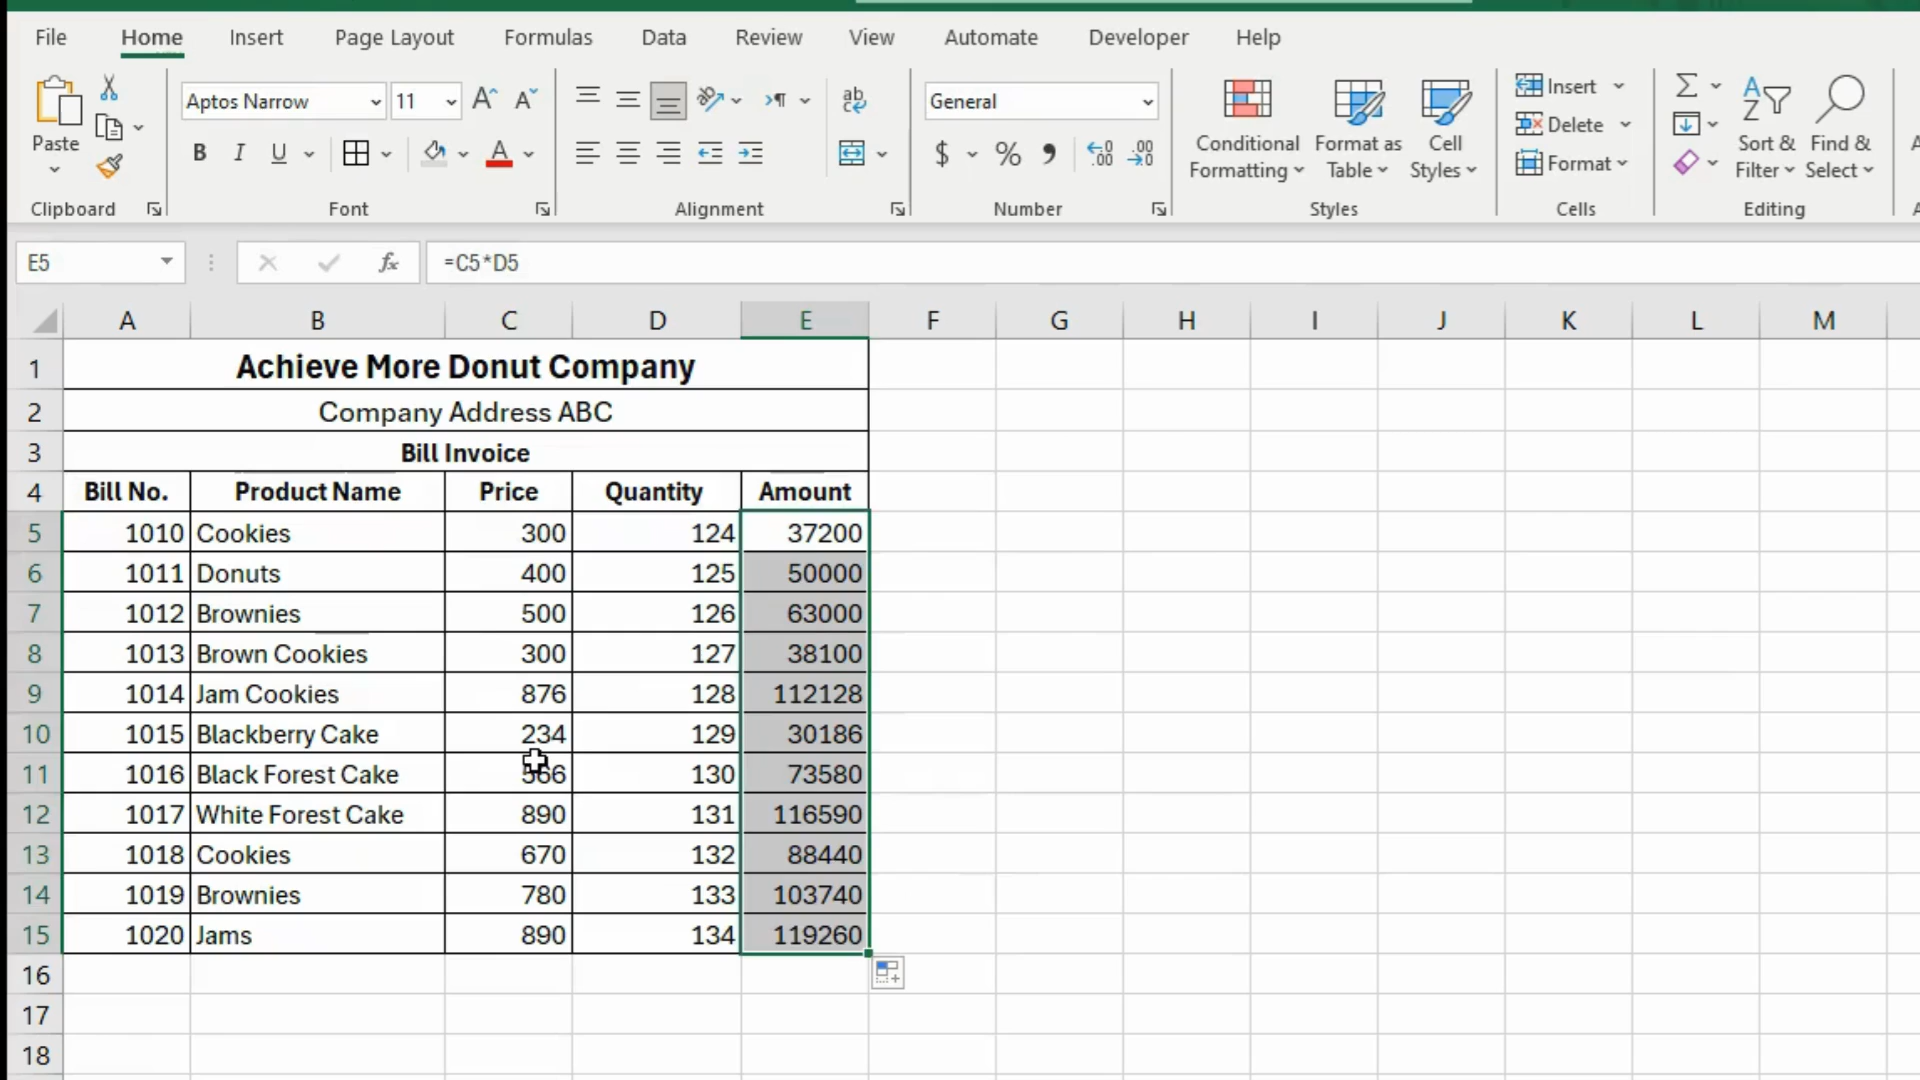 File Home Insert Page Layout Formulas Data Review View Automate Developer Help
Aptos Narrow 11 General
Paste
B I U
Conditional Formatting
Format as Table
Cell Styles
Insert
Delete
Format
Sort & Filter
Find & Select
Clipboard Font Alignment Number Styles Cells Editing
E5 fx =C5*D5
A B C D E F G H I J K L M
1 Achieve More Donut Company
2 Company Address ABC
3 Bill Invoice
4 Bill No. Product Name Price Quantity Amount
5 1010 Cookies 300 124 37200
6 1011 Donuts 400 125 50000
7 1012 Brownies 500 126 63000
8 1013 Brown Cookies 300 127 38100
9 1014 Jam Cookies 876 128 112128
10 1015 Blackberry Cake 234 129 30186
11 1016 Black Forest Cake 566 130 73580
12 1017 White Forest Cake 890 131 116590
13 1018 Cookies 670 132 88440
14 1019 Brownies 780 133 103740
15 1020 Jams 890 134 119260
16
17
18